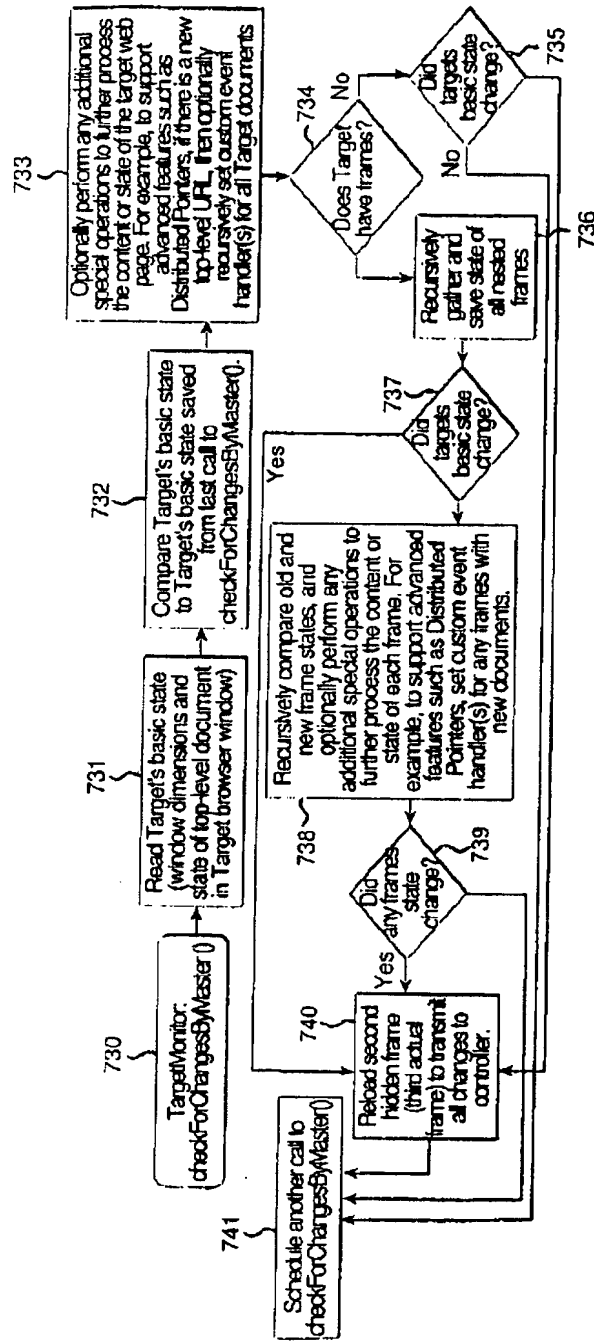 730
TargetMonitor:
checkForChangesByMaster ()
731
Read Target's basic state
(window dimensions and
state of top-level document
in Target browser window)
732
Compare Target's basic state
to Target's basic state saved
from last call to
checkForChangesByMaster().
733
Optionally perform any additional
special operations to further process
the content or state of the target web
page. For example, to support
advanced features such as
Distributed Pointers, if there is a new
top-level URL, then optionally
recursively set custom event
handler(s) for all Target documents
734
Does Target
have frames?
No
735
Did
targets
basic state
change?
No
736
Recursively
gather and
save state of
all nested
frames
737
Did
targets
basic state
change?
Yes
738
Recursively compare old and
new frame states, and
optionally perform any
additional special operations to
further process the content or
state of each frame. For
example, to support advanced
features such as Distributed
Pointers, set custom event
handler(s) for any frames with
new documents.
739
Did
any frames
state
change?
Yes
740
Reload second
hidden frame
(third actual
frame) to transmit
all changes to
controller.
741
Schedule another call to
checkForChangesByMaster()